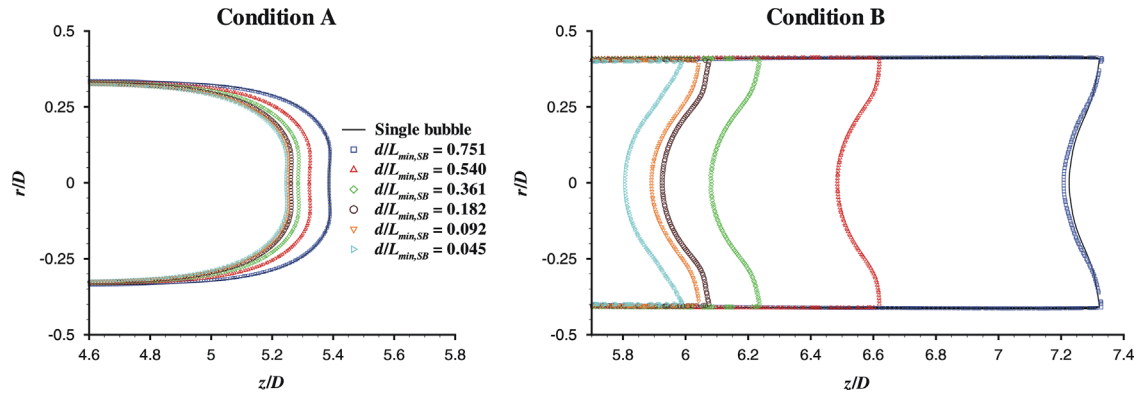 Condition A
0.5
0.25
0
-0.25
-0.5
r/D
4.6 4.8 5 5.2 5.4 5.6 5.8
z/D
Single bubble
d/Lmin,SB = 0.751
d/Lmin,SB = 0.540
d/Lmin,SB = 0.361
d/Lmin,SB = 0.182
d/Lmin,SB = 0.092
d/Lmin,SB = 0.045
Condition B
0.5
0.25
0
-0.25
-0.5
r/D
5.8 6 6.2 6.4 6.6 6.8 7 7.2 7.4
z/D